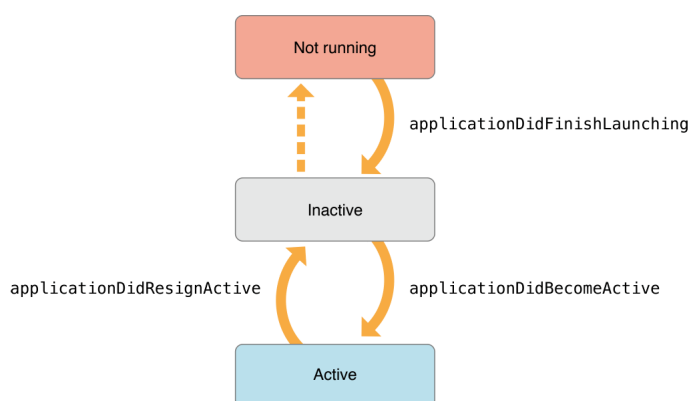 Not running
applicationDidFinishLaunching
Inactive
applicationDidResignActive
applicationDidBecomeActive
Active